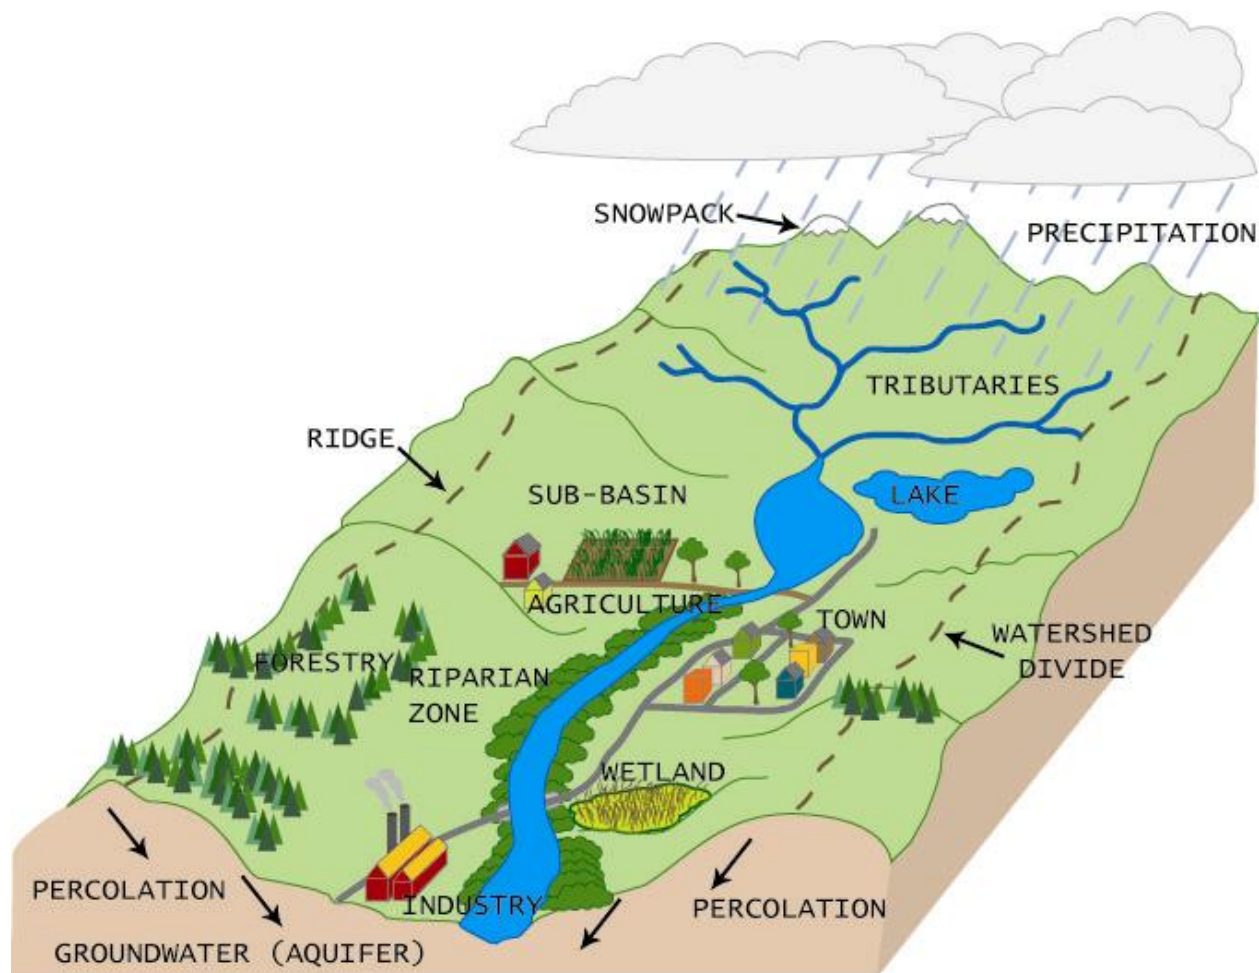 SNOWPACK
PRECIPITATION
TRIBUTARIES
RIDGE
SUB-BASIN
LAKE
AGRICULTURE
TOWN
WATERSHED
DIVIDE
FORESTRY
RIPARIAN
ZONE
WETLAND
PERCOLATION
INDUSTRY
PERCOLATION
GROUNDWATER (AQUIFER)